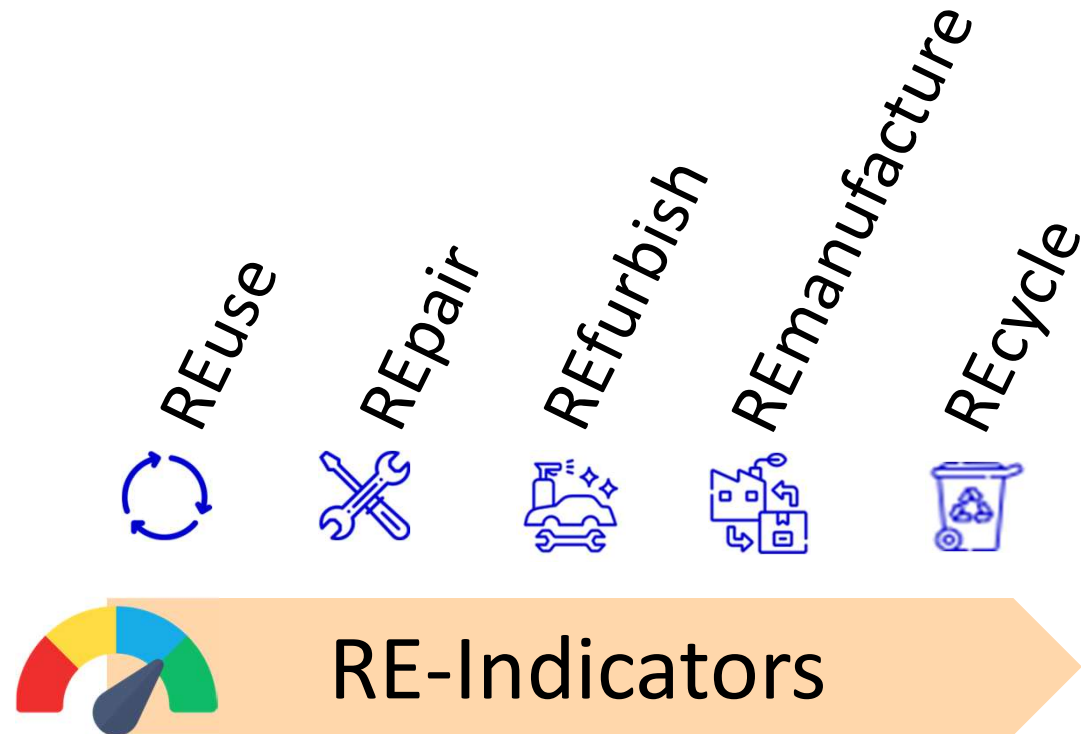 REuse
REpair
REfurbish
REmanufacture
REcycle
RE-Indicators